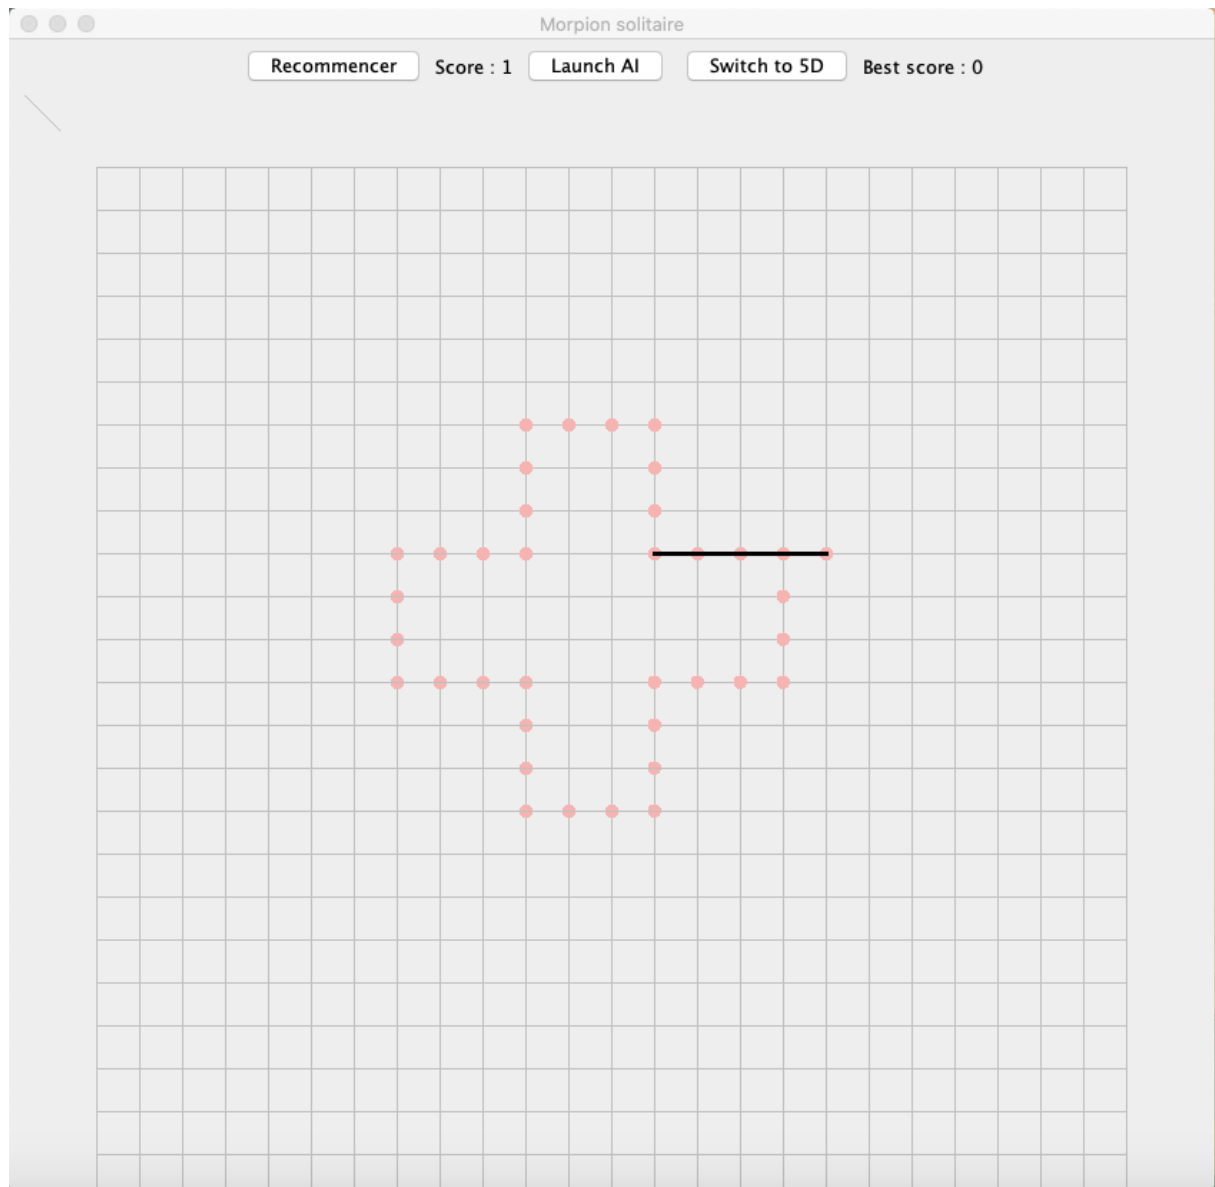 Morpion solitaire
Recommencer Score : 1 Launch AI Switch to 5D Best score : 0